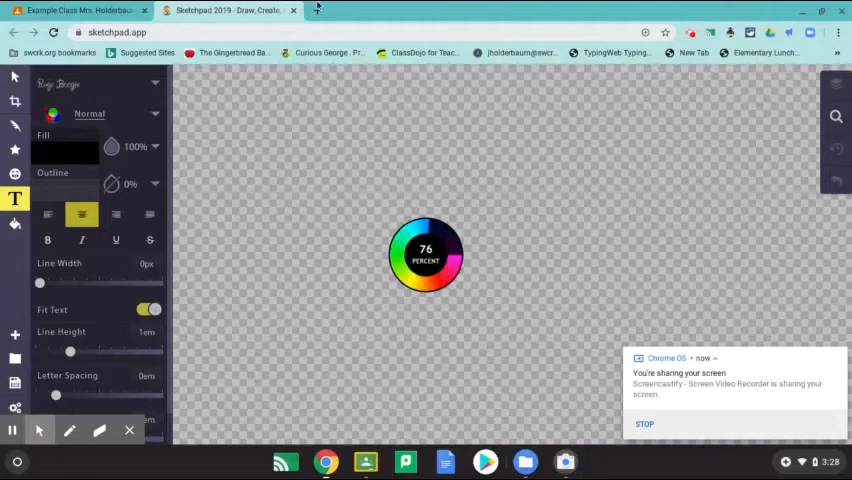 Example Class Mrs. Holderbau
Sketchpad 2019 - Draw, Create,
sketchpad.app
swcrk.org bookmarks
Suggested Sites
The Gingerbread Ba...
Curious George . Pr...
ClassDojo for Teac...
jholderbaum@swcr...
TypingWeb Typing...
New Tab
Elementary Lunch...
»
Normal
Fill
100%
Outline
0%
T
B I U S
Line Width 0px
Fit Text
Line Height 1em
Letter Spacing 0em
em
76
PERCENT
Chrome OS • now
You're sharing your screen
Screencastify - Screen Video Recorder is sharing your
screen.
STOP
3:28